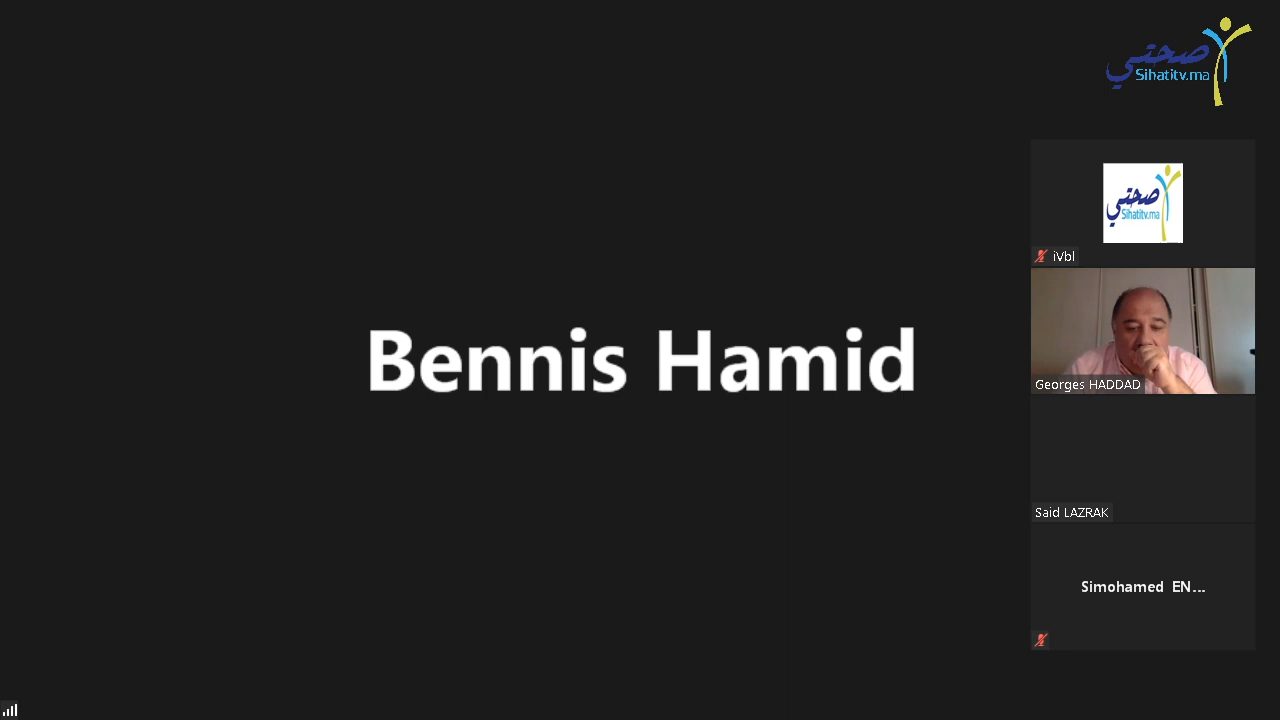 صحتي
Sihatitv.ma
صحتي
Sihatitv.ma
iVbl
Bennis Hamid
Georges HADDAD
Said LAZRAK
Simohamed EN...